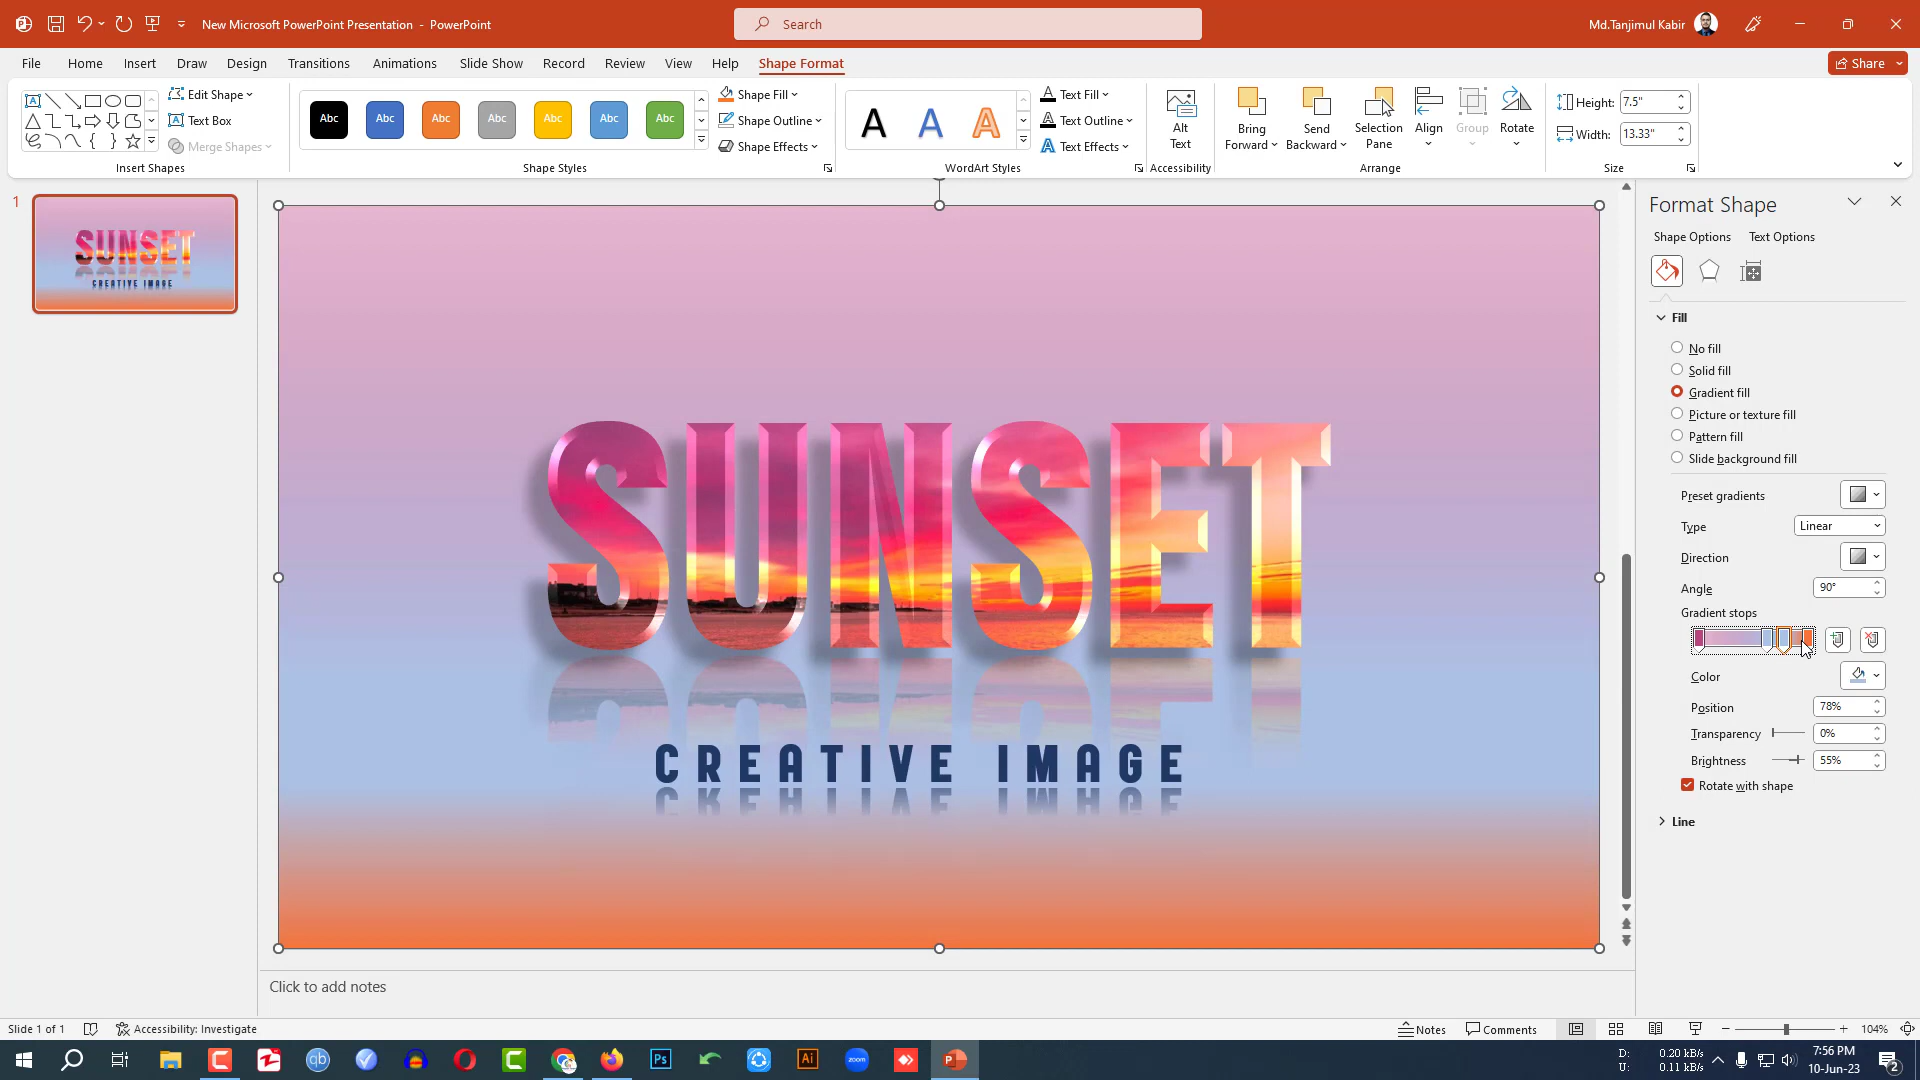 New Microsoft PowerPoint Presentation - PowerPoint
Search
Md.Tanjimul Kabir
File Home Insert Draw Design Transitions Animations Slide Show Record Review View Help Shape Format
Share
Edit Shape
Text Box
Merge Shapes
Insert Shapes
Abc Abc Abc Abc Abc Abc Abc
Shape Fill
Shape Outline
Shape Effects
Shape Styles
A A A
Text Fill
Text Outline
Text Effects
WordArt Styles
Alt
Text
Accessibility
Bring
Forward
Send
Backward
Selection
Pane
Align
Group
Rotate
Arrange
Height: 7.5"
Width: 13.33"
Size
1
SUNSET
CREATIVE IMAGE
SUNSET
CREATIVE IMAGE
Format Shape
Shape Options Text Options
Fill
No fill
Solid fill
Gradient fill
Picture or texture fill
Pattern fill
Slide background fill
Preset gradients
Type Linear
Direction
Angle 90°
Gradient stops
Color
Position 78%
Transparency 0%
Brightness 55%
Rotate with shape
Line
Click to add notes
Slide 1 of 1
Accessibility: Investigate
Notes
Comments
104%
qb
Ps
Ai
zoom
D: 0.20 kB/s
U: 0.11 kB/s
7:56 PM
10-Jun-23
2